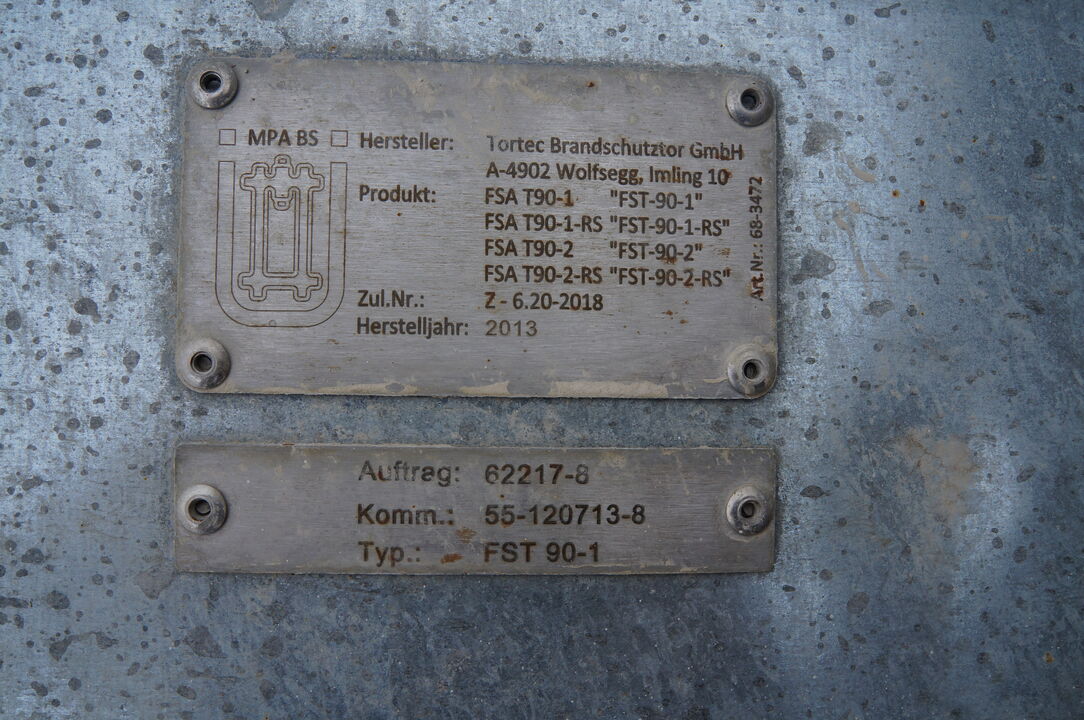 MPA BS
Hersteller: Tortec Brandschutztor GmbH
A-4902 Wolfsegg, Imling 10
Produkt: FSA T90-1 "FST-90-1"
FSA T90-1-RS "FST-90-1-RS"
FSA T90-2 "FST-90-2"
FSA T90-2-RS "FST-90-2-RS"
Zul.Nr.: Z - 6.20-2018
Herstelljahr: 2013
Art.Nr.: 68-3472
Auftrag: 62217-8
Komm.: 55-120713-8
Typ.: FST 90-1